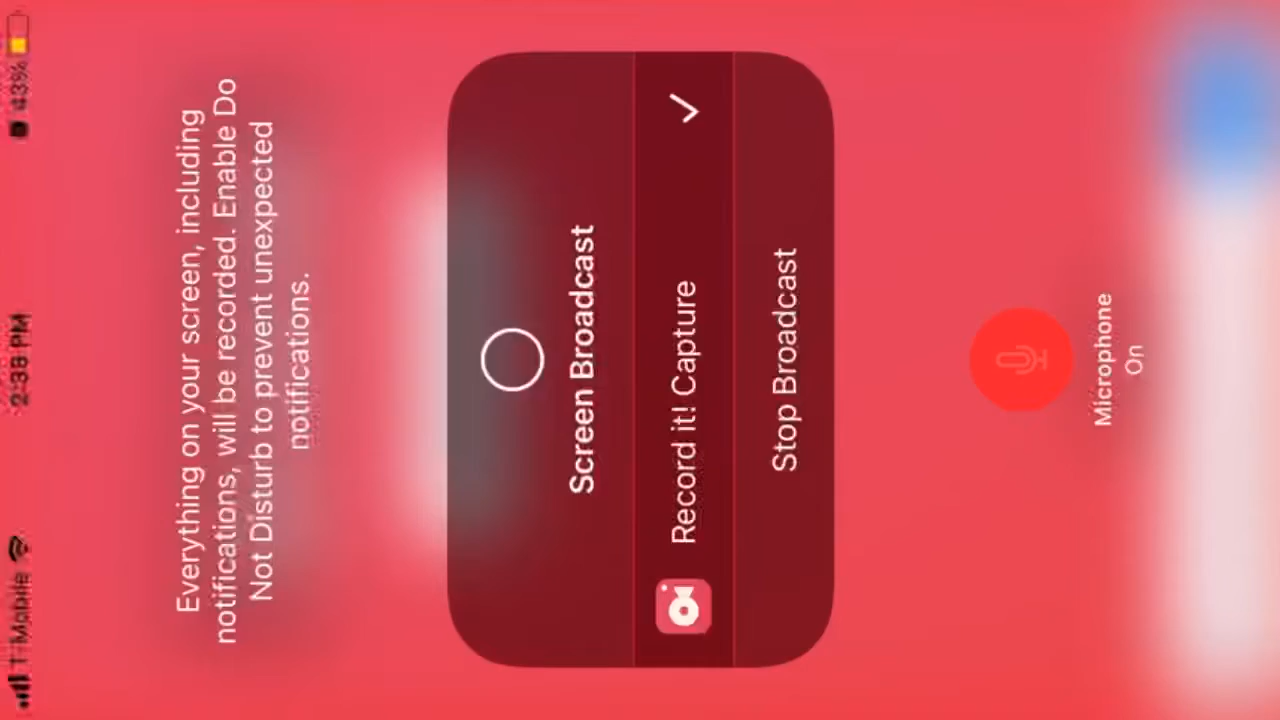 T-Mobile 2:38 PM 43%
Everything on your screen, including
notifications, will be recorded. Enable Do
Not Disturb to prevent unexpected
notifications.
Screen Broadcast
Record it! Capture
Stop Broadcast
Microphone
On